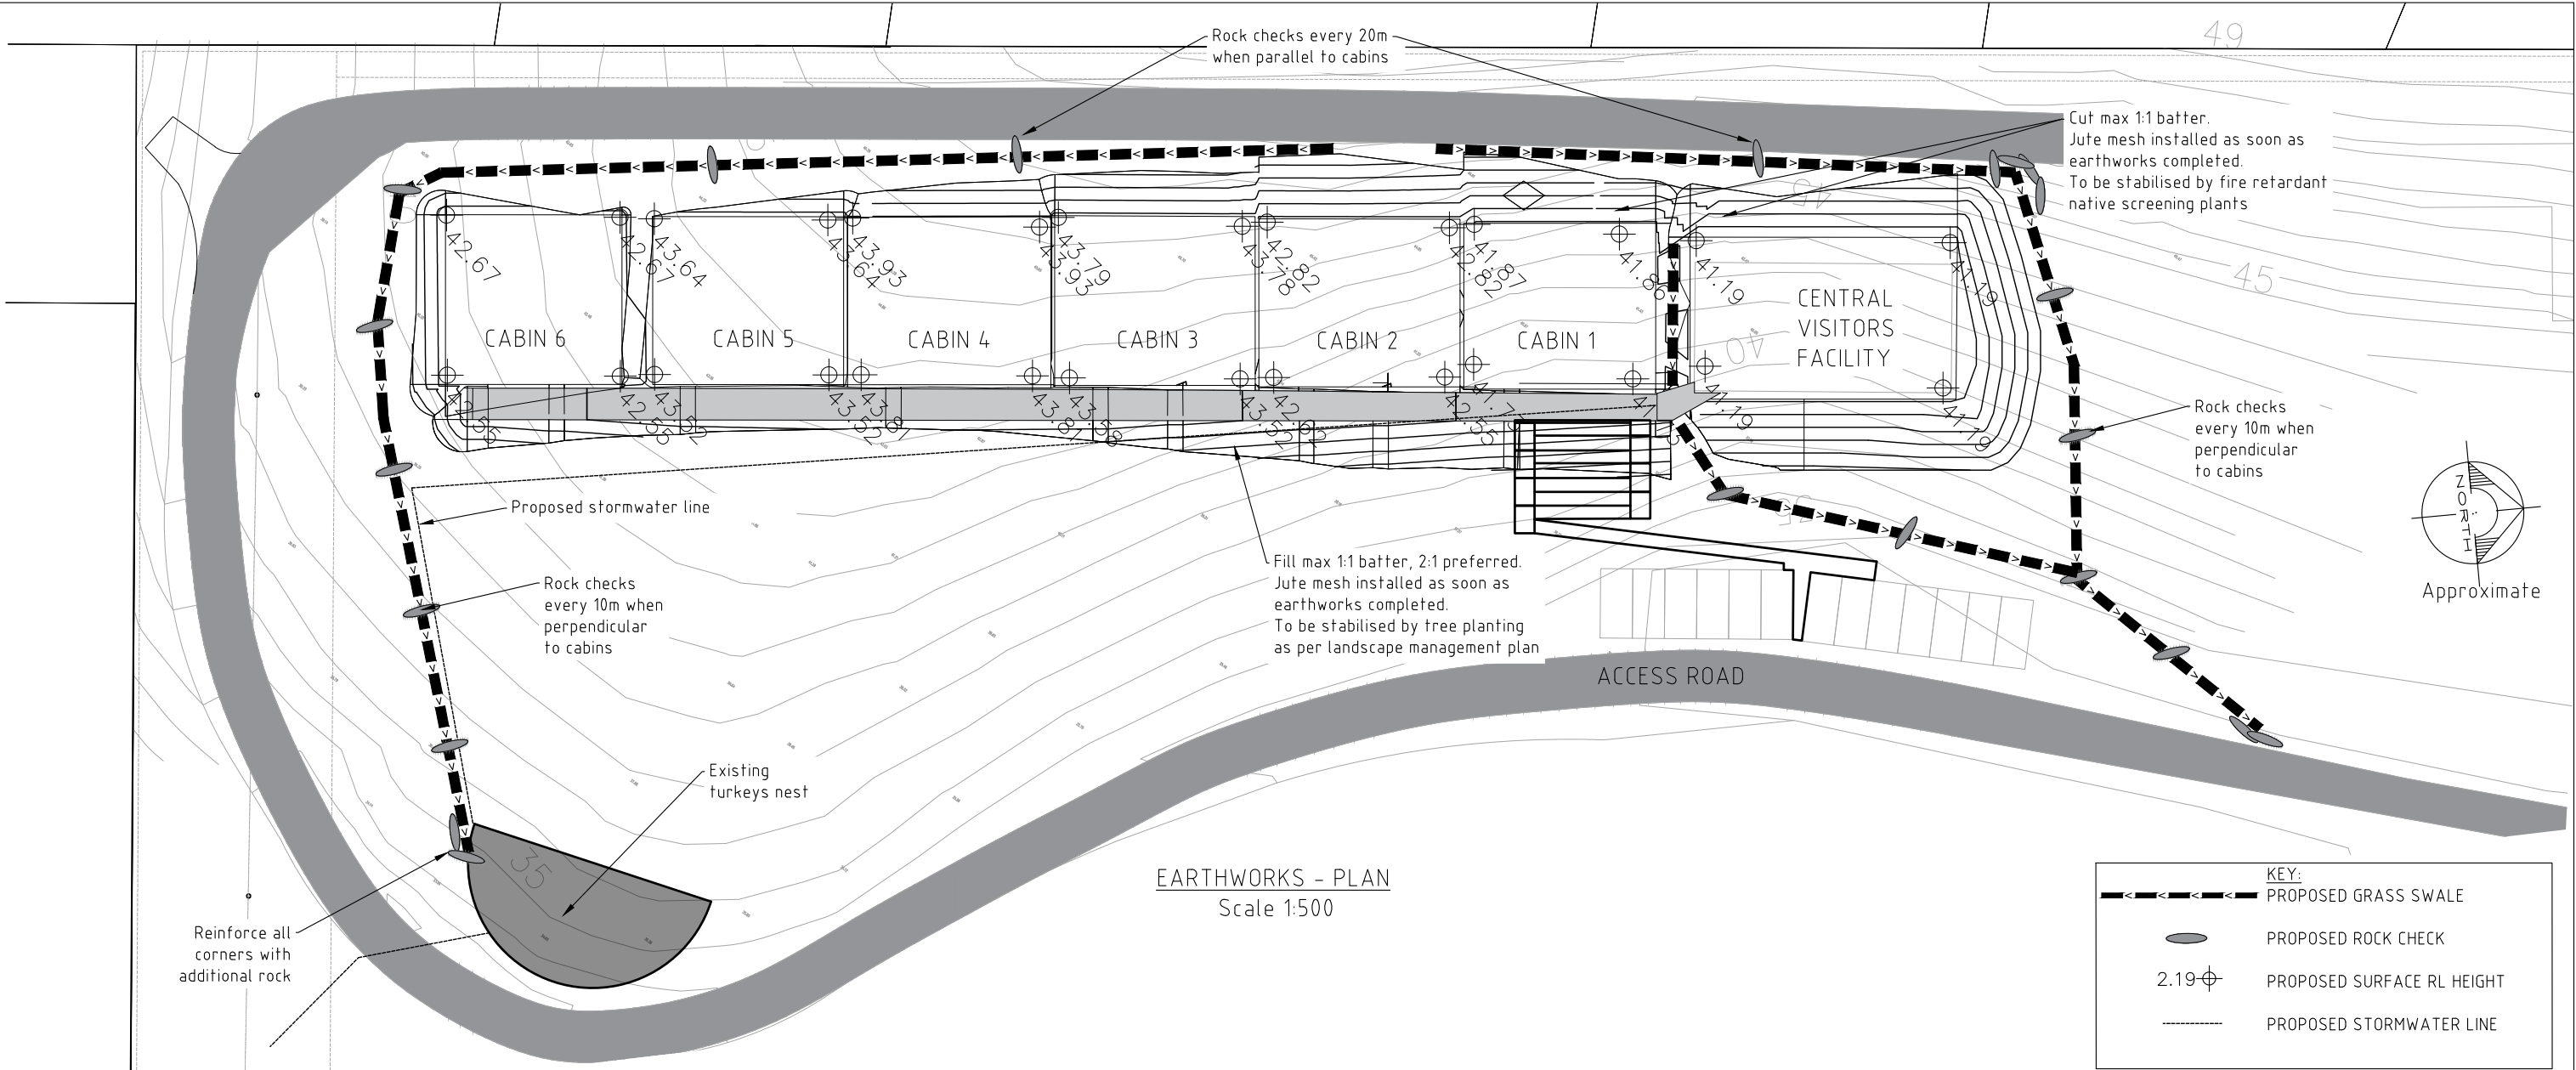 49
Rock checks every 20m
when parallel to cabins
Cut max 1:1 batter.
Jute mesh installed as soon as
earthworks completed.
To be stabilised by fire retardant
native screening plants
45
45
42.67
42.67
43.64
43.64
43.93
43.93
43.79
43.78
42.82
42.82
41.87
41.86
41.19
41.19
CABIN 6
CABIN 5
CABIN 4
CABIN 3
CABIN 2
CABIN 1
CENTRAL
VISITORS
FACILITY
40
42.55
42.55
43.52
43.52
43.81
42.55
41.19
41.19
Rock checks
every 10m when
perpendicular
to cabins
NORTH
Approximate
35
Proposed stormwater line
Fill max 1:1 batter, 2:1 preferred.
Jute mesh installed as soon as
earthworks completed.
To be stabilised by tree planting
as per landscape management plan
Rock checks
every 10m when
perpendicular
to cabins
ACCESS ROAD
Existing
turkeys nest
35
Reinforce all
corners with
additional rock
EARTHWORKS - PLAN
Scale 1:500
KEY:
PROPOSED GRASS SWALE
PROPOSED ROCK CHECK
2.19 PROPOSED SURFACE RL HEIGHT
PROPOSED STORMWATER LINE